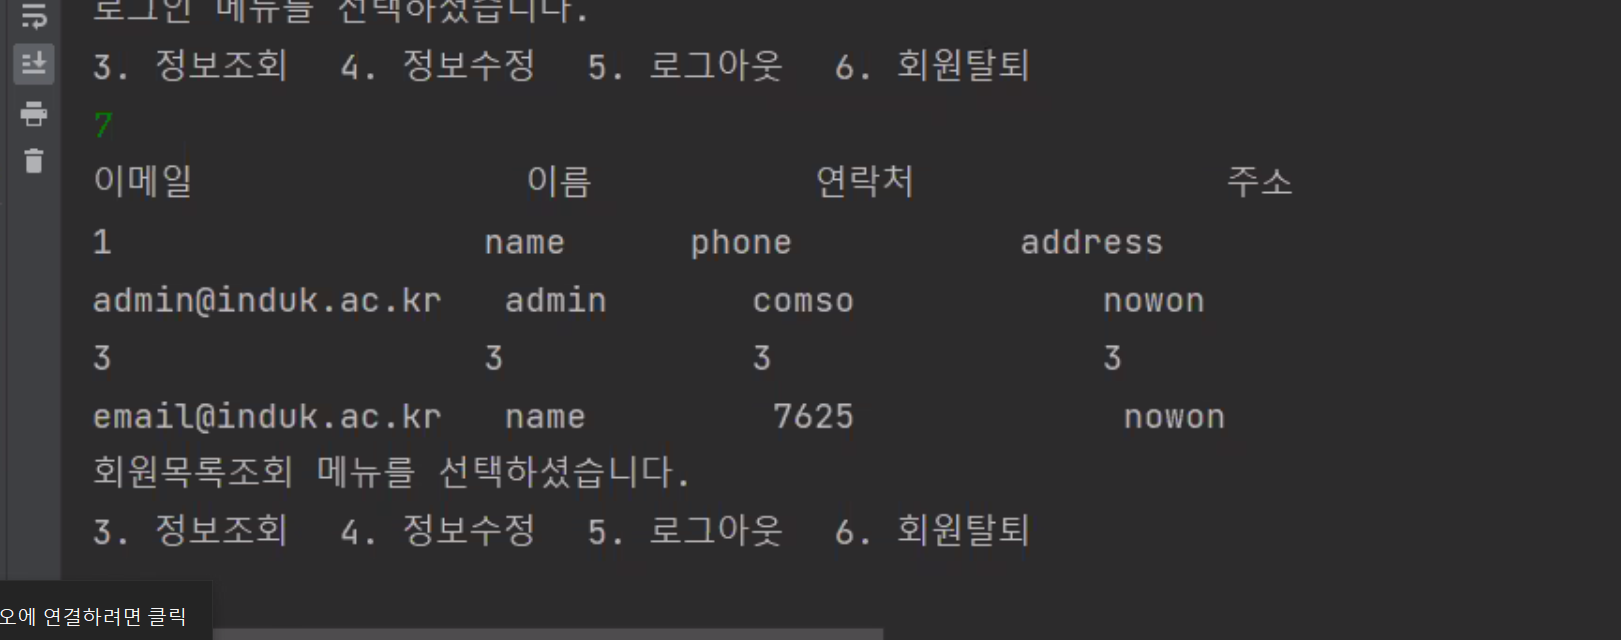 로그인 메뉴를 선택하셨습니다.
3. 정보조회 4. 정보수정 5. 로그아웃 6. 회원탈퇴
7
이메일 이름 연락처 주소
1 name phone address
admin@induk.ac.kr admin comso nowon
3 3 3 3
email@induk.ac.kr name 7625 nowon
회원목록조회 메뉴를 선택하셨습니다.
3. 정보조회 4. 정보수정 5. 로그아웃 6. 회원탈퇴
오에 연결하려면 클릭